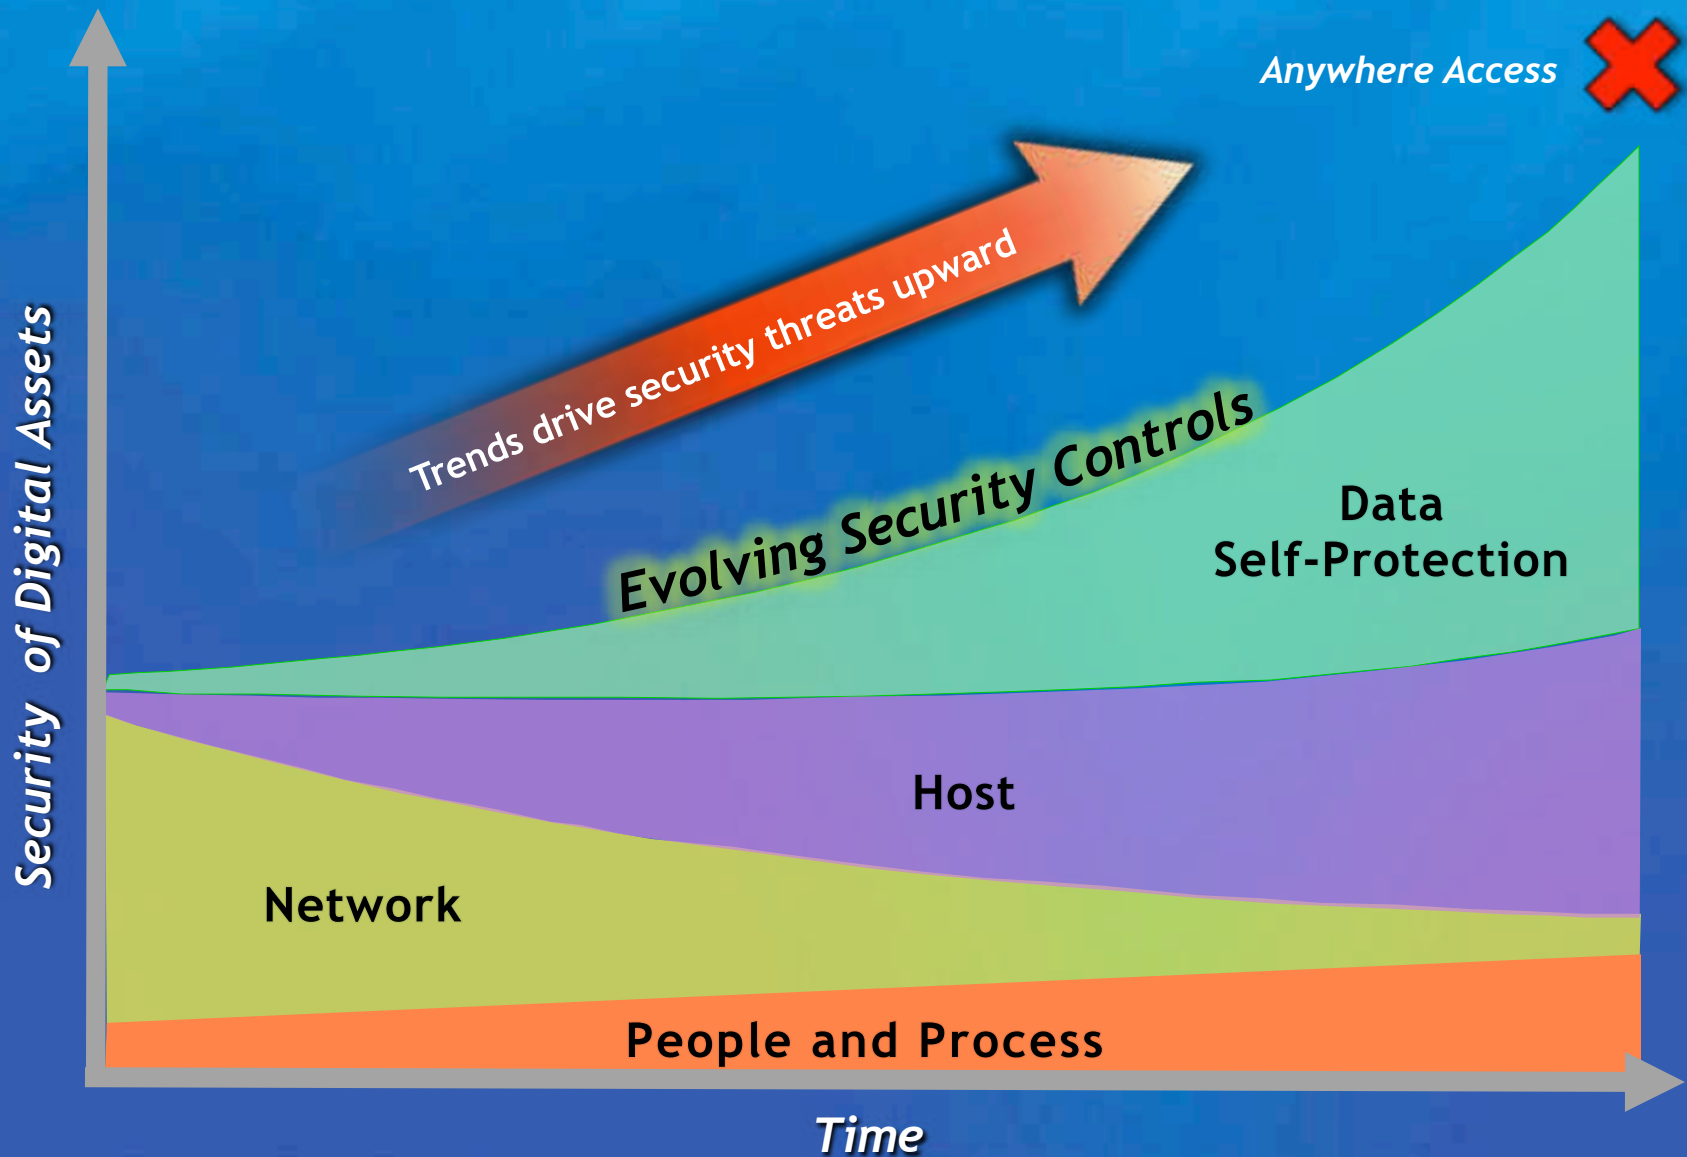 Anywhere Access
Trends drive security threats upward
Evolving Security Controls
Data
Self-Protection
Host
Network
People and Process
Security of Digital Assets
Time